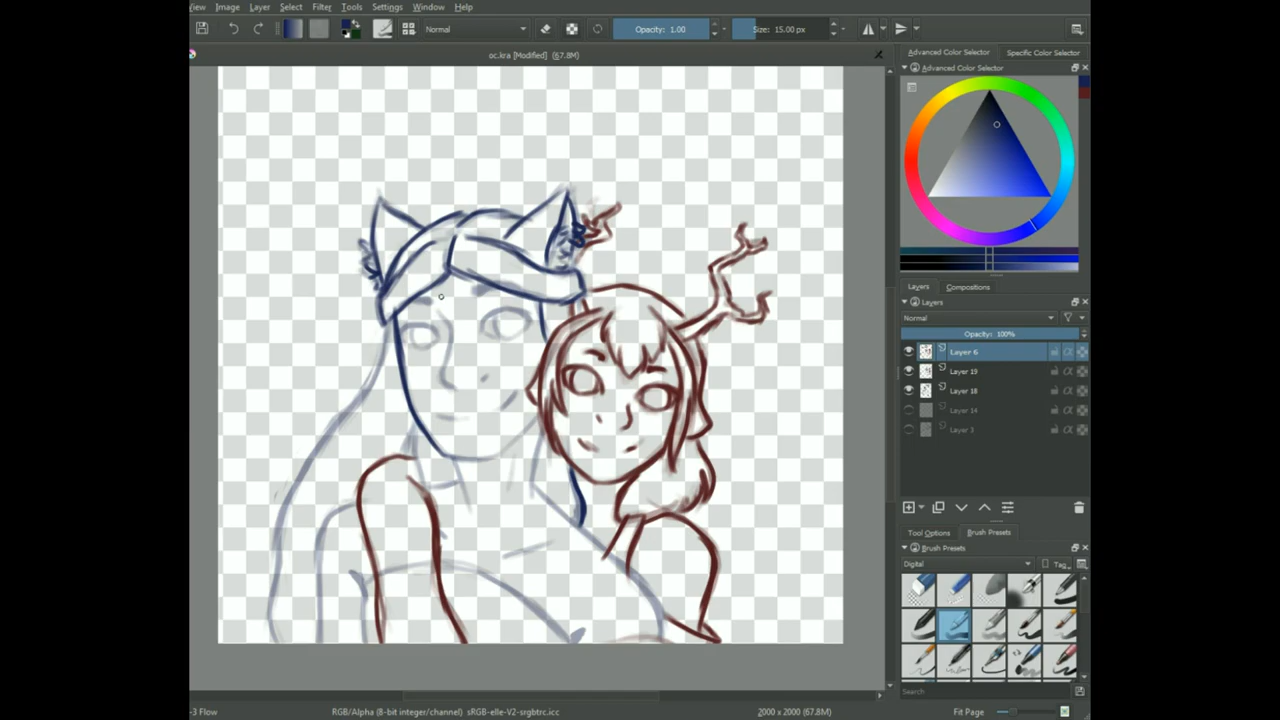 View Image Layer Select Filter Tools Settings Window Help
Normal Opacity: 1.00 Size: 15.00 px
oc.kra [Modified] (67.8M)
Advanced Color Selector Specific Color Selector
Advanced Color Selector
Layers Compositions
Layers
Normal
Opacity: 100%
Layer 6
Layer 19
Layer 18
Layer 14
Layer 3
Tool Options Brush Presets
Brush Presets
Digital Tag
Search
-3 Flow RGB/Alpha (8-bit integer/channel) sRGB-elle-V2-srgbtrc.icc 2000 x 2000 (67.8M) Fit Page